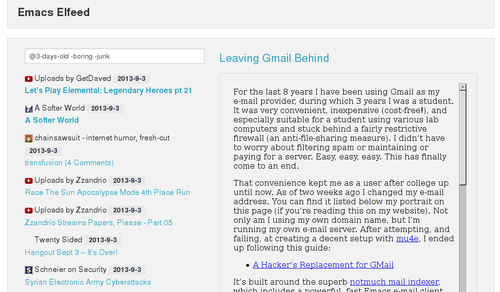 Emacs Elfeed
@3-days-old -boring -junk
Uploads by GetDaved 2013-9-3
Let's Play Elemental: Legendary Heroes pt 21
A Softer World 2013-9-3
A Softer World
chainsawsuit - internet humor, fresh-cut
2013-9-3
transfusion (4 Comments)
Uploads by Zzandrio 2013-9-3
Race The Sun Apocalypse Mode 4th Place Run
Uploads by Zzandrio 2013-9-3
Zzandrio Streams Papers, Please - Part 05
Twenty Sided 2013-9-3
Hangout Sept 3 – It's Over!
Schneier on Security 2013-9-3
Syrian Electronic Army Cyberattacks
Leaving Gmail Behind
For the last 8 years I have been using Gmail as my
e-mail provider, during which 3 years I was a student.
It was very convenient, inexpensive (cost-free!), and
especially suitable for a student using various lab
computers and stuck behind a fairly restrictive
firewall (an anti-file-sharing measure). I didn't have
to worry about filtering spam or maintaining or
paying for a server. Easy, easy, easy. This has finally
come to an end.
That convenience kept me as a user after college up
until now. As of two weeks ago I changed my e-mail
address. You can find it listed below my portrait on
this page (if you're reading this on my website). Not
only am I using my own domain name, but I'm
running my own e-mail server. After attempting, and
failing, at creating a decent setup with mu4e, I ended
up following this guide:
• A Hacker's Replacement for GMail
It's built around the superb notmuch mail indexer,
which includes a powerful, fast Emacs e-mail client